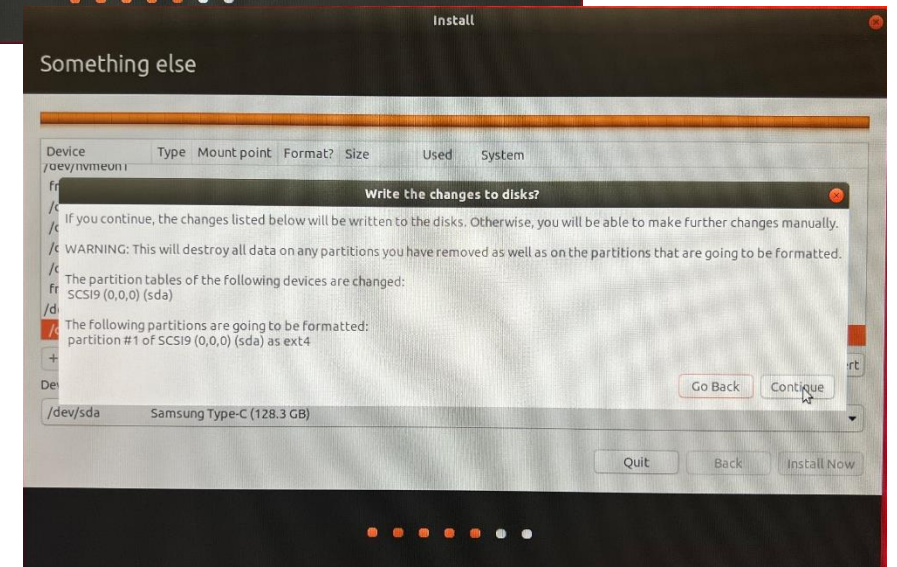 Install
Something else
Device Type Mount point Format? Size Used System
/dev/nvme0n1
Write the changes to disks?
If you continue, the changes listed below will be written to the disks. Otherwise, you will be able to make further changes manually.
WARNING: This will destroy all data on any partitions you have removed as well as on the partitions that are going to be formatted.
The partition tables of the following devices are changed:
SCSI9 (0,0,0) (sda)
The following partitions are going to be formatted:
partition #1 of SCSI9 (0,0,0) (sda) as ext4
+
Go Back Continue
/dev/sda Samsung Type-C (128.3 GB)
Quit Back Install Now